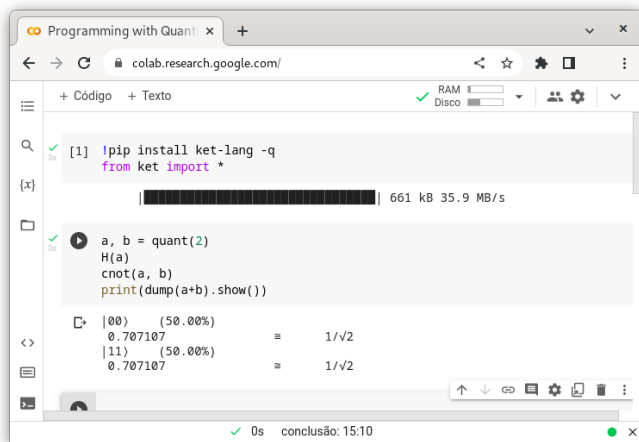 Programming with Quant
colab.research.google.com/
+ Código + Texto
RAM
Disco
[1] !pip install ket-lang -q
from ket import *
3s
661 kB 35.9 MB/s
{x}
0s
a, b = quant(2)
H(a)
cnot(a, b)
print(dump(a+b).show())
|00⟩ (50.00%)
0.707107 ≅ 1/√2
|11⟩ (50.00%)
0.707107 ≅ 1/√2
0s conclusão: 15:10